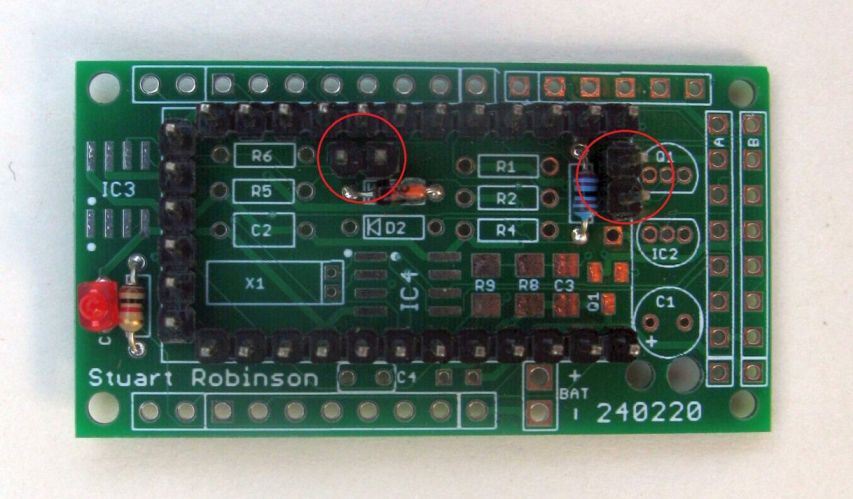 R6
R1
Q1
A
B
IC3
R5
R2
C2
D2
R4
IC2
X1
IC4
R9
R8
C3
Q1
C1
+
Stuart Robinson
C4
+
BAT
-
240220